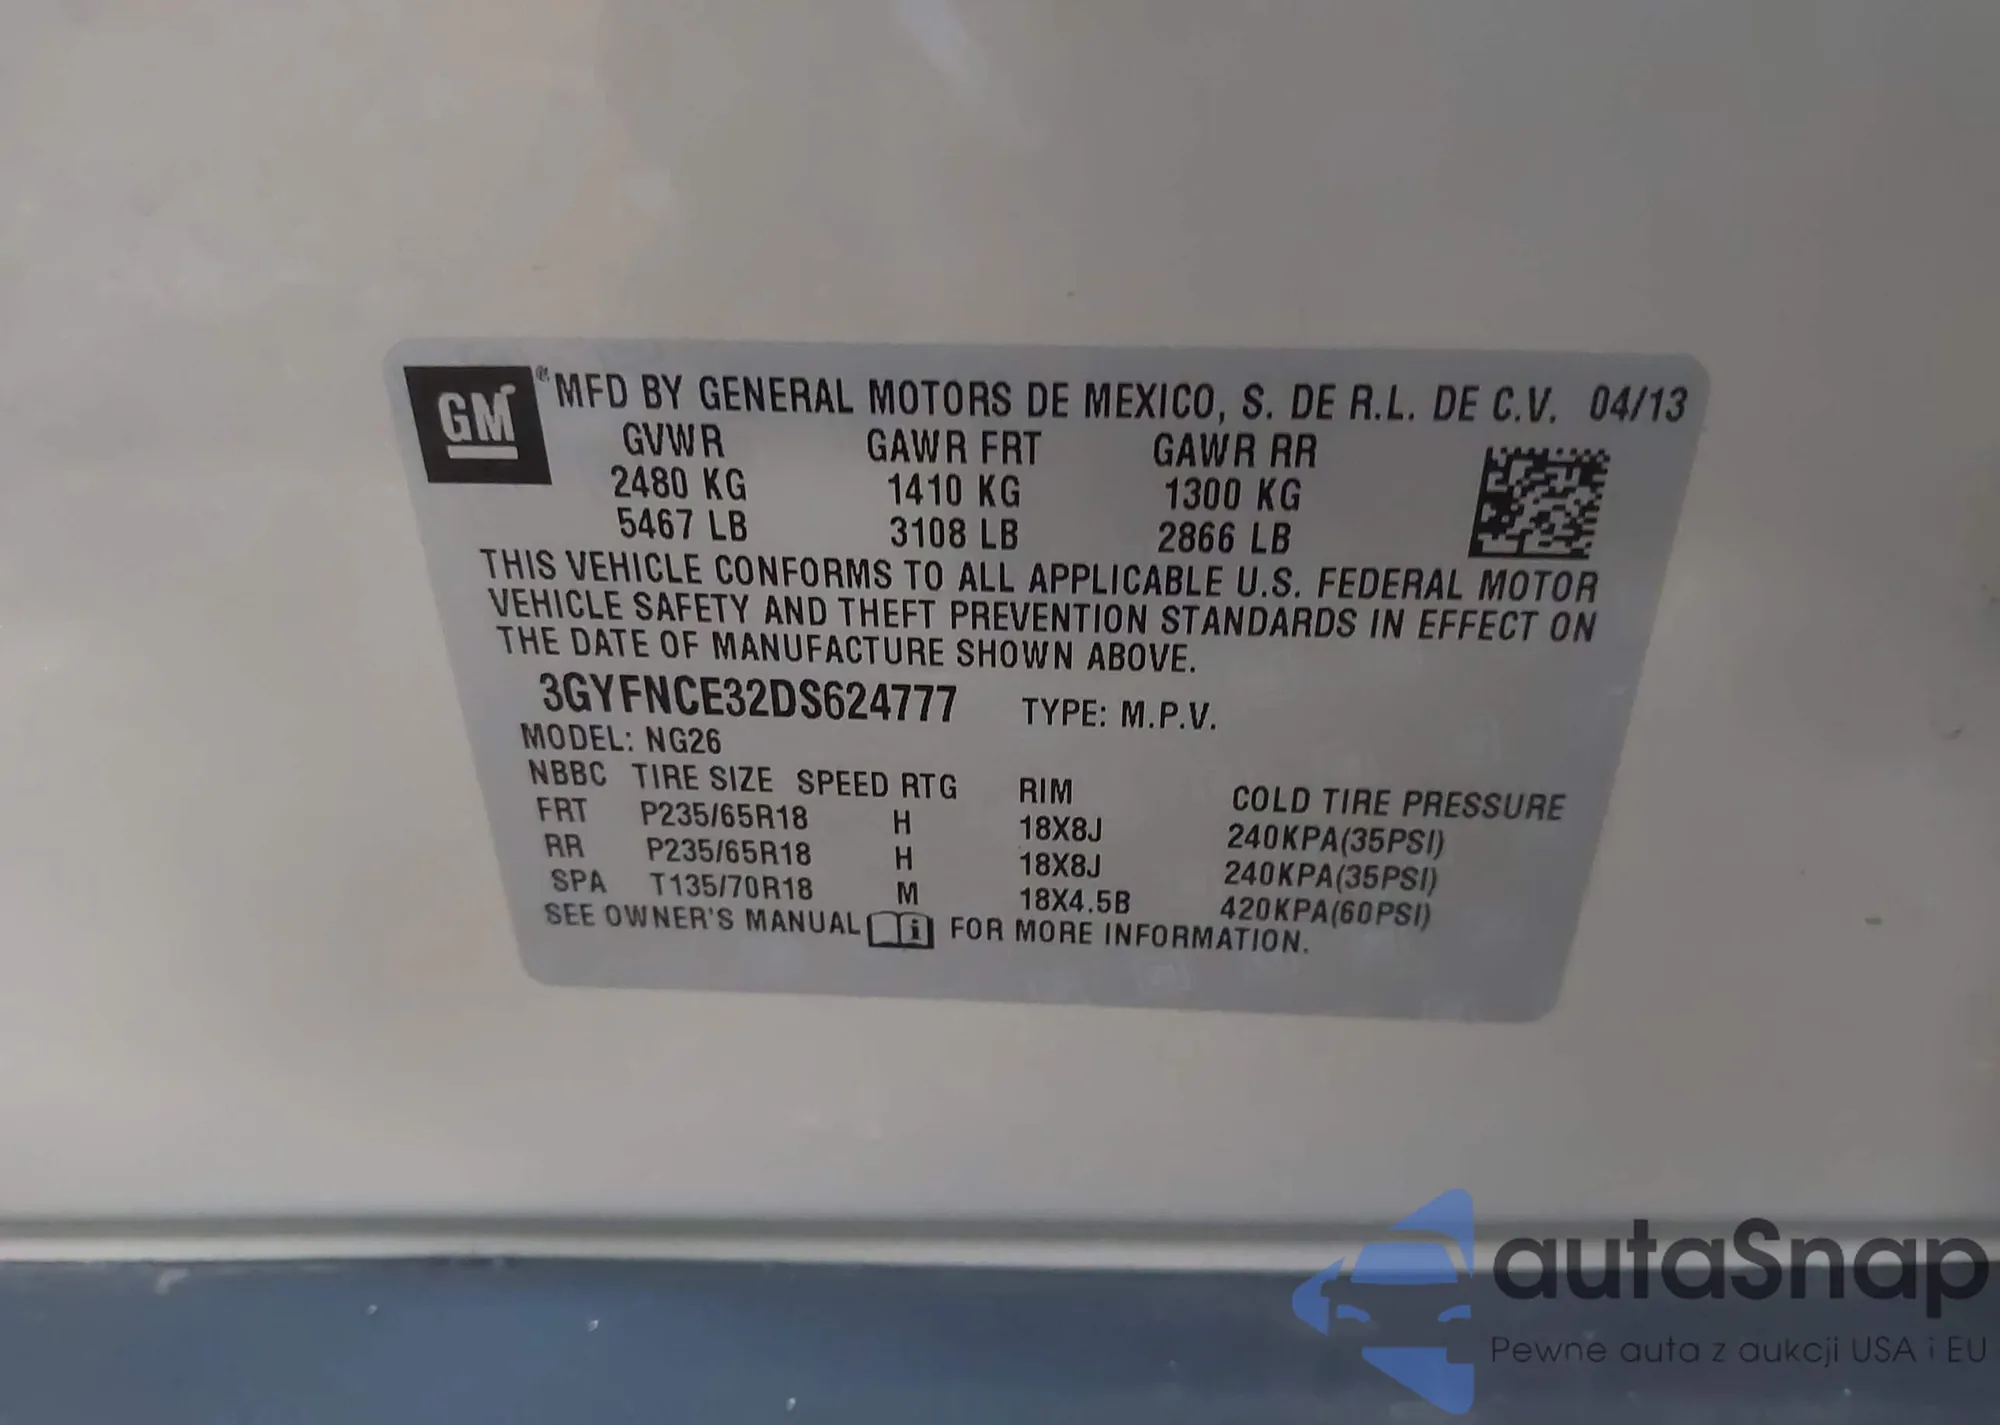 GM
® MFD BY GENERAL MOTORS DE MEXICO, S. DE R.L. DE C.V. 04/13
GVWR GAWR FRT GAWR RR
2480 KG 1410 KG 1300 KG
5467 LB 3108 LB 2866 LB
THIS VEHICLE CONFORMS TO ALL APPLICABLE U.S. FEDERAL MOTOR
VEHICLE SAFETY AND THEFT PREVENTION STANDARDS IN EFFECT ON
THE DATE OF MANUFACTURE SHOWN ABOVE.
3GYFNCE32DS624777 TYPE: M.P.V.
MODEL: NG26
NBBC TIRE SIZE SPEED RTG RIM COLD TIRE PRESSURE
FRT P235/65R18 H 18X8J 240KPA(35PSI)
RR P235/65R18 H 18X8J 240KPA(35PSI)
SPA T135/70R18 M 18X4.5B 420KPA(60PSI)
SEE OWNER'S MANUAL i FOR MORE INFORMATION.
autaSnap
Pewne auta z aukcji USA i EU